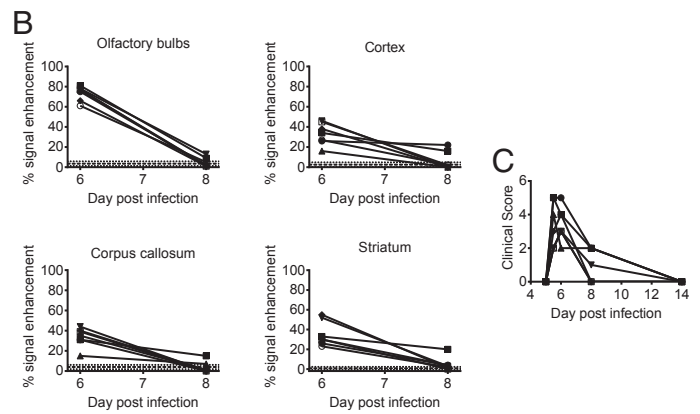 B
Olfactory bulbs
% signal enhancement
100
80
60
40
20
0
6 7 8
Day post infection
Cortex
% signal enhancement
100
80
60
40
20
0
6 7 8
Day post infection
Corpus callosum
% signal enhancement
100
80
60
40
20
0
6 7 8
Day post infection
Striatum
% signal enhancement
100
80
60
40
20
0
6 7 8
Day post infection
C
Clinical Score
6
4
2
0
4 6 8 10 12 14
Day post infection